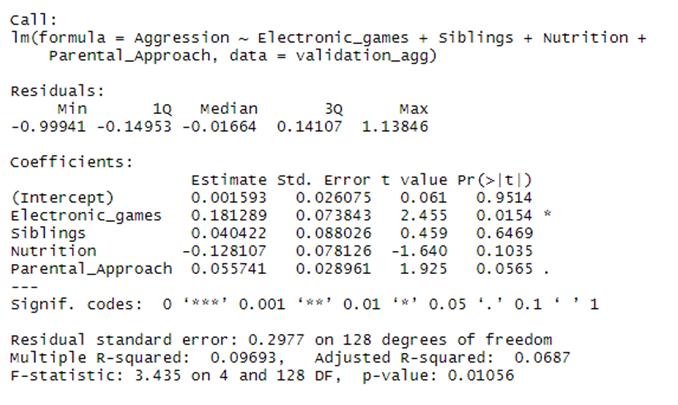 Call:
lm(formula = Aggression ~ Electronic_games + Siblings + Nutrition +
    Parental_Approach, data = validation_agg)
Residuals:
     Min       1Q   Median       3Q      Max
-0.99941 -0.14953 -0.01664  0.14107  1.13846
Coefficients:
                   Estimate Std. Error t value Pr(>|t|)
(Intercept)        0.001593   0.026075   0.061   0.9514
Electronic_games   0.181289   0.073843   2.455   0.0154 *
Siblings           0.040422   0.088026   0.459   0.6469
Nutrition         -0.128107   0.078126  -1.640   0.1035
Parental_Approach  0.055741   0.028961   1.925   0.0565 .
---
Signif. codes:  0 ‘***’ 0.001 ‘**’ 0.01 ‘*’ 0.05 ‘.’ 0.1 ‘ ’ 1
Residual standard error: 0.2977 on 128 degrees of freedom
Multiple R-squared:  0.09693,   Adjusted R-squared:  0.0687
F-statistic: 3.435 on 4 and 128 DF,  p-value: 0.01056